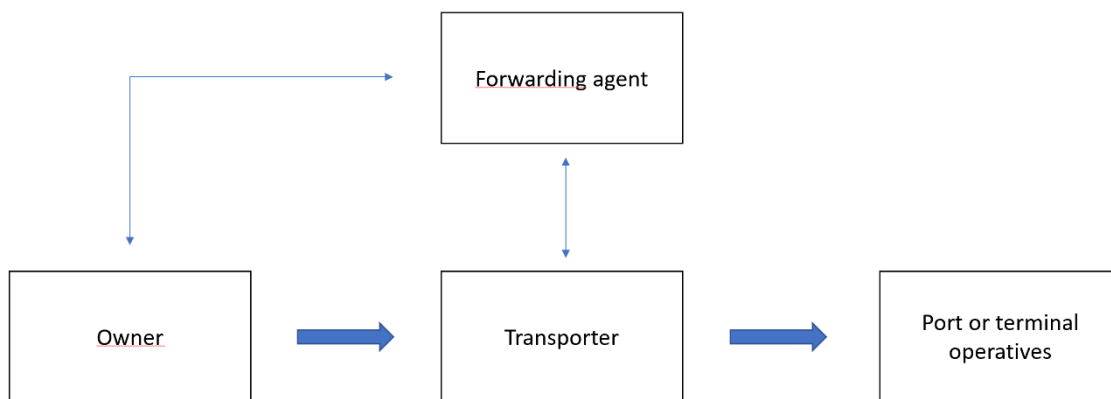 Forwarding agent
Owner
Transporter
Port or terminal
operatives